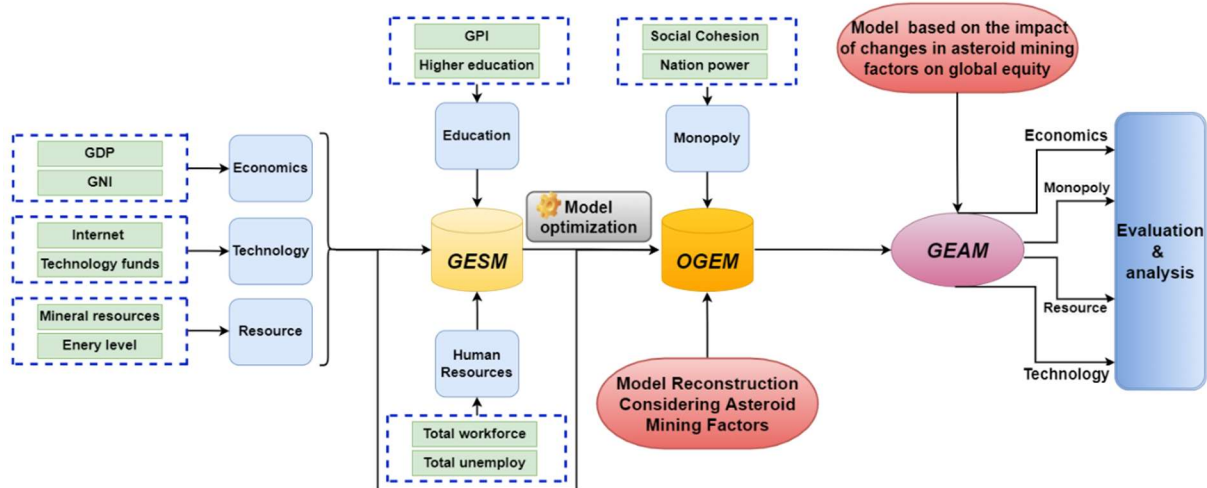 GPI
Higher education
Social Cohesion
Nation power
Model based on the impact
of changes in asteroid mining
factors on global equity
Education
Monopoly
GDP
GNI
Economics
Internet
Technology funds
Technology
Mineral resources
Enery level
Resource
Model
optimization
GESM
OGEM
GEAM
Human
Resources
Total workforce
Total unemploy
Model Reconstruction
Considering Asteroid
Mining Factors
Economics
Monopoly
Resource
Technology
Evaluation
&
analysis